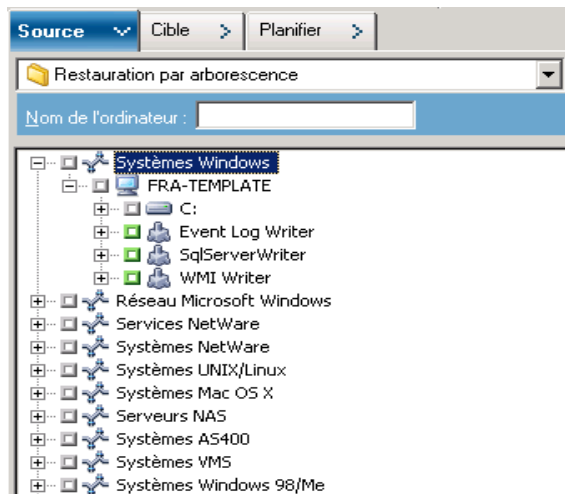 Source Cible Planifier
Restauration par arborescence
Nom de l'ordinateur :
Systèmes Windows
FRA-TEMPLATE
C:
Event Log Writer
SqlServerWriter
WMI Writer
Réseau Microsoft Windows
Services NetWare
Systèmes NetWare
Systèmes UNIX/Linux
Systèmes Mac OS X
Serveurs NAS
Systèmes AS400
Systèmes VMS
Systèmes Windows 98/Me